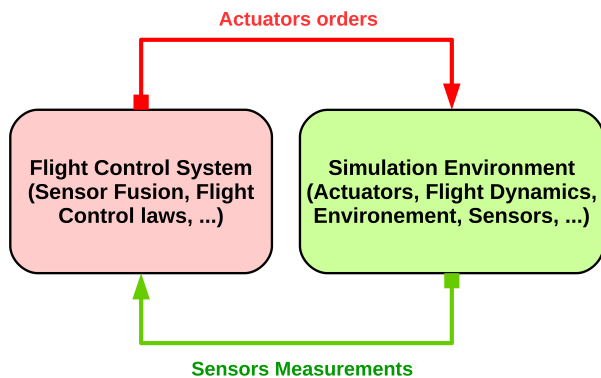 Actuators orders
Flight Control System
(Sensor Fusion, Flight
Control laws, ...)
Simulation Environment
(Actuators, Flight Dynamics,
Environement, Sensors, ...)
Sensors Measurements